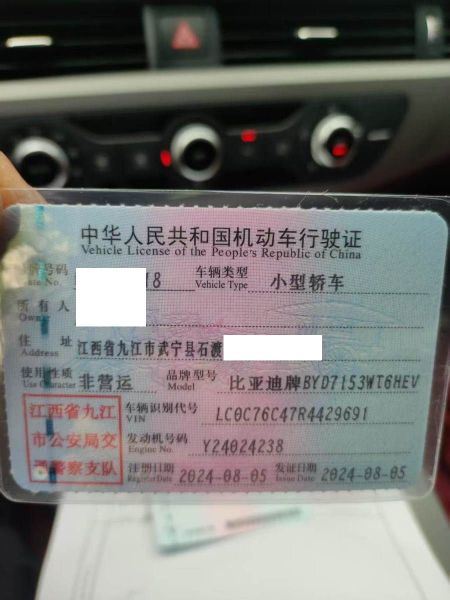 中华人民共和国机动车行驶证
Vehicle License of the People's Republic of China
号码 18 车辆类型 小型轿车
Plate No. Vehicle Type
所有人
Owner
住址 江西省九江市武宁县石渡
Address
使用性质 非营运 品牌型号 比亚迪牌BYD7153WT6HEV
Use Character Model
江西省九江 车辆识别代号 LC0C76C47R4429691
VIN
市公安局交 发动机号码 Y24024238
Engine No.
通警察支队 注册日期 2024-08-05 发证日期 2024-08-05
Register Date Issue Date